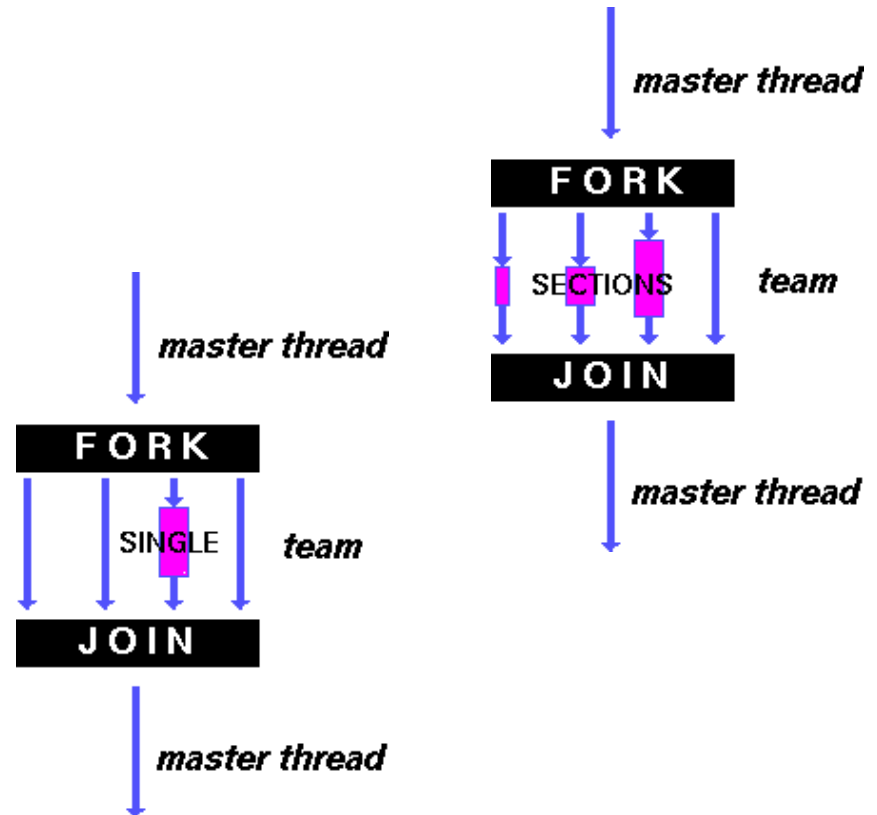 master thread
FORK
SINGLE
team
JOIN
master thread
master thread
FORK
SECTIONS
team
JOIN
master thread